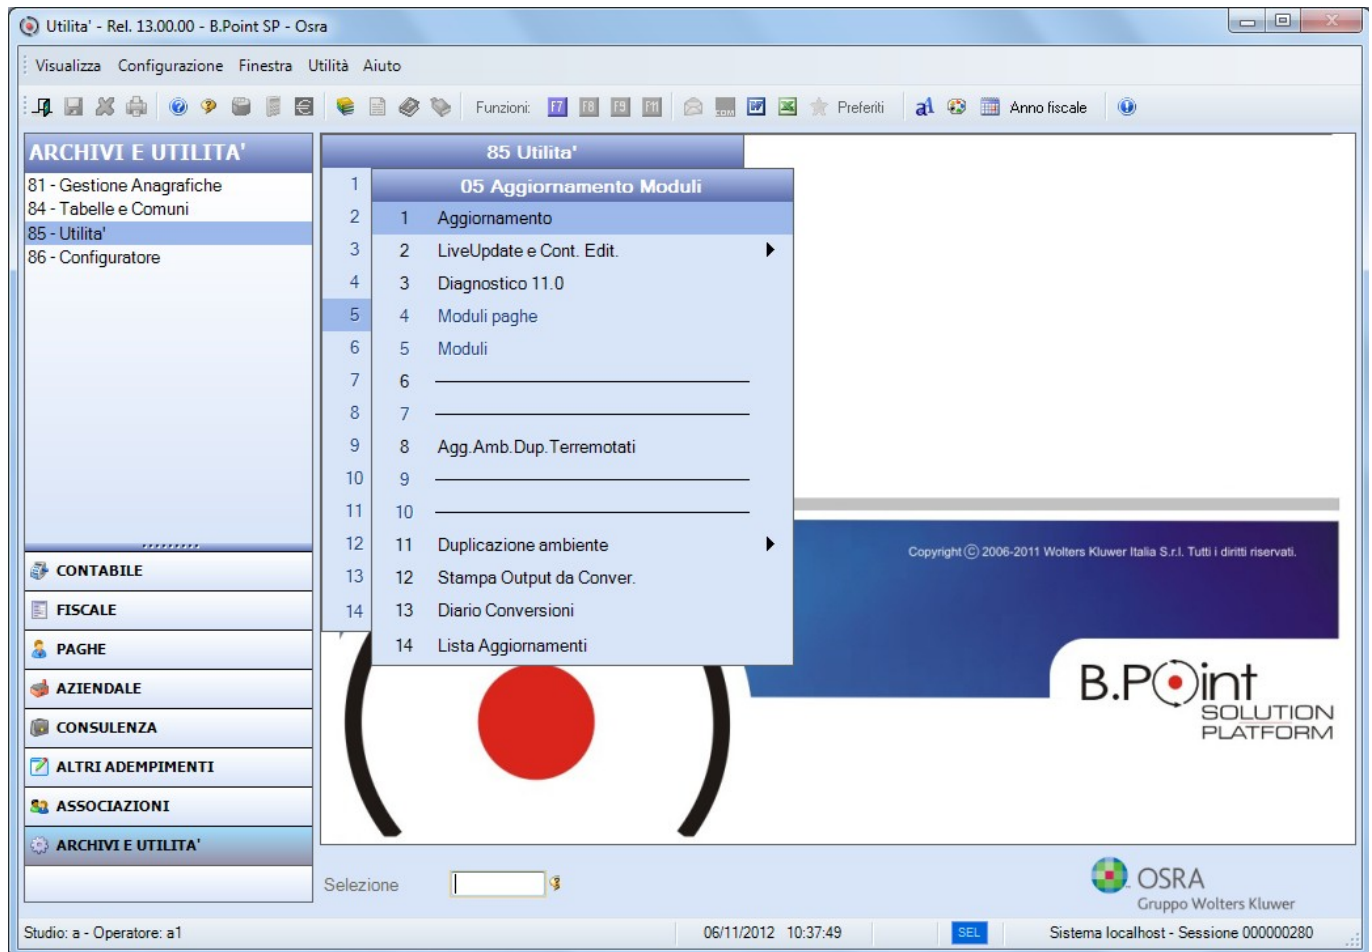 Utilita' - Rel. 13.00.00 - B.Point SP - Osra
Visualizza Configurazione Finestra Utilità Aiuto
Funzioni: F7 F8 F9 F11 Preferiti Anno fiscale
ARCHIVI E UTILITA'
81 - Gestione Anagrafiche
84 - Tabelle e Comuni
85 - Utilita'
86 - Configuratore
CONTABILE
FISCALE
PAGHE
AZIENDALE
CONSULENZA
ALTRI ADEMPIMENTI
ASSOCIAZIONI
ARCHIVI E UTILITA'
85 Utilita'
1
2
3
4
5
6
7
8
9
10
11
12
13
14
05 Aggiornamento Moduli
1 Aggiornamento
2 LiveUpdate e Cont. Edit.
3 Diagnostico 11.0
4 Moduli paghe
5 Moduli
6
7
8 Agg.Amb.Dup.Terremotati
9
10
11 Duplicazione ambiente
12 Stampa Output da Conver.
13 Diario Conversioni
14 Lista Aggiornamenti
Copyright © 2006-2011 Wolters Kluwer Italia S.r.l. Tutti i diritti riservati.
B.Point
SOLUTION
PLATFORM
Selezione
OSRA
Gruppo Wolters Kluwer
Studio: a - Operatore: a1 06/11/2012 10:37:49 SEL Sistema localhost - Sessione 000000280